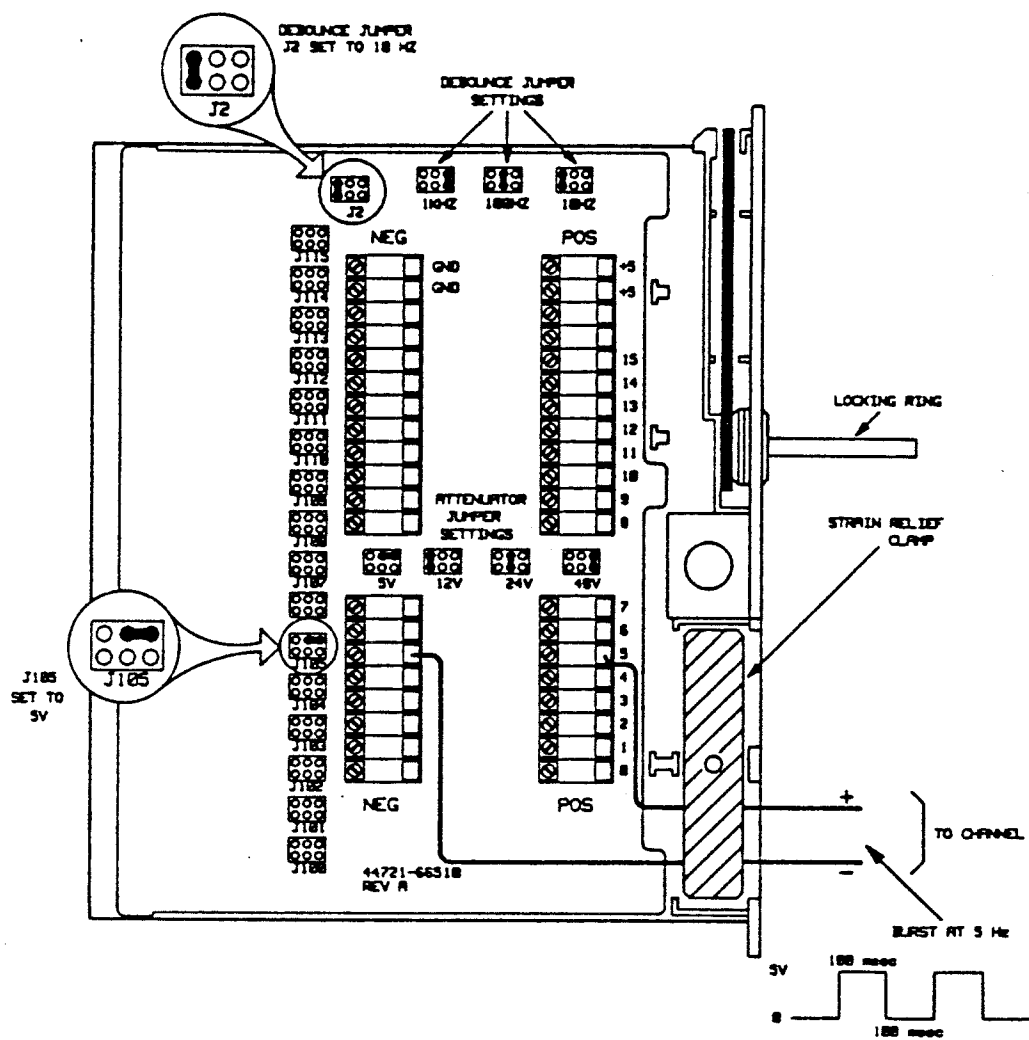 DEBOUNCE JUMPER
J2 SET TO 10 HZ
J2
DEBOUNCE JUMPER
SETTINGS
J2
1KHZ
100HZ
10HZ
NEG
POS
GND
GND
+5
+5
15
14
13
12
11
10
9
8
J115
J114
J113
J112
J111
J110
J109
J108
J107
ATTENUATOR
JUMPER
SETTINGS
5V
12V
24V
48V
LOCKING RING
STRAIN RELIEF
CLAMP
J105
J105
SET TO
5V
J105
J104
J103
J102
J101
J100
7
6
5
4
3
2
1
0
NEG
POS
44721-66510
REV A
+
-
TO CHANNEL
BURST AT 5 Hz
5V
100 msec
0
100 msec